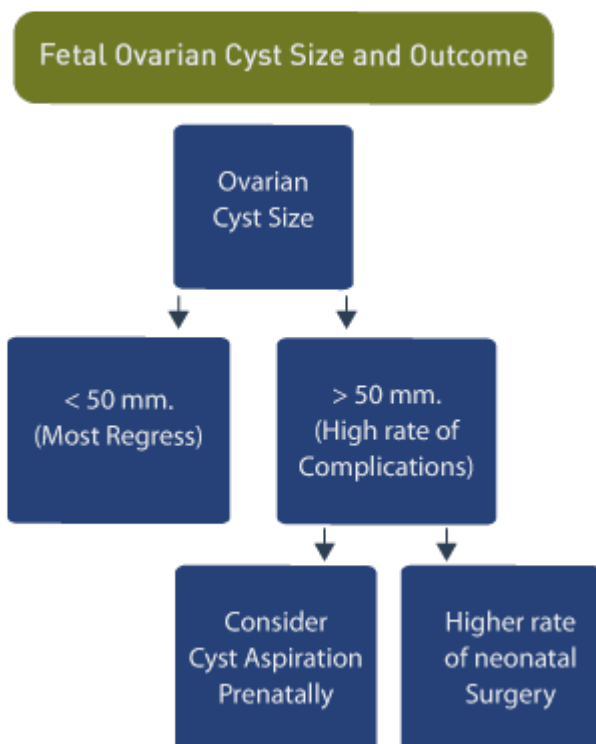 Fetal Ovarian Cyst Size and Outcome
Ovarian
Cyst Size
< 50 mm.
(Most Regress)
> 50 mm.
(High rate of
Complications)
Consider
Cyst Aspiration
Prenatally
Higher rate
of neonatal
Surgery